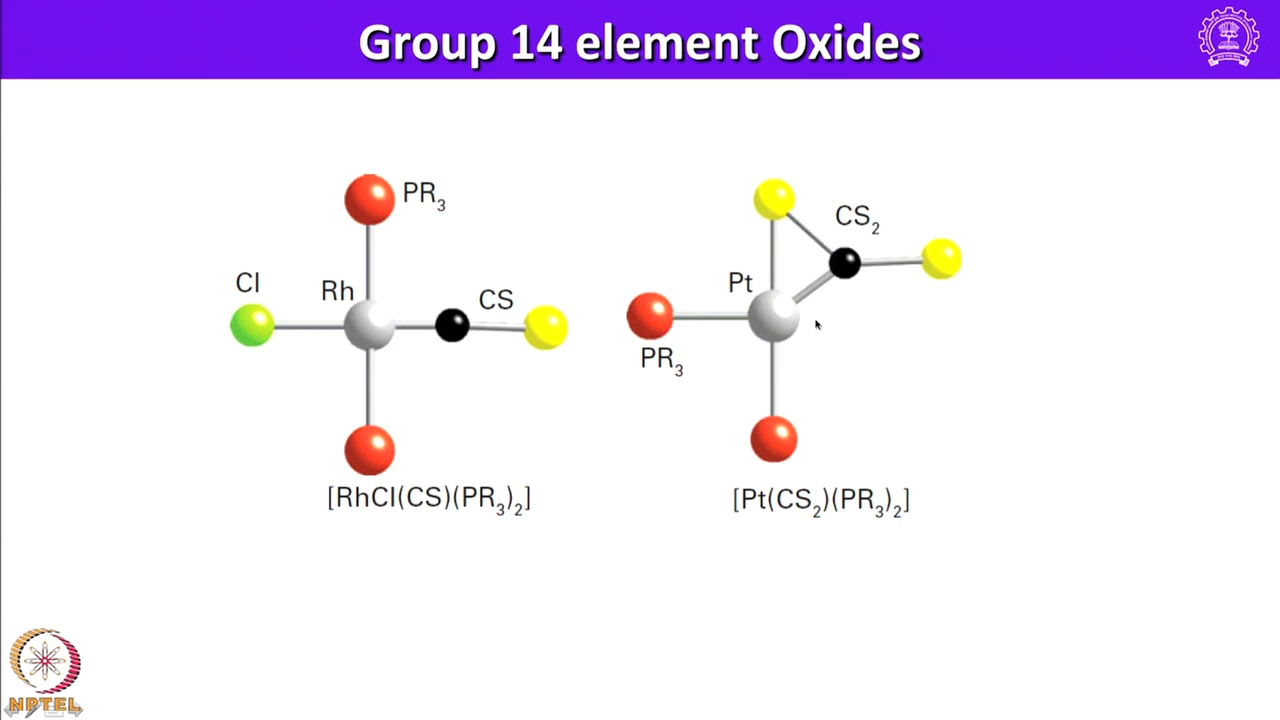 Group 14 element Oxides
PR₃
Cl
Rh
CS
[RhCl(CS)(PR₃)₂]
CS₂
Pt
PR₃
[Pt(CS₂)(PR₃)₂]
NPTEL